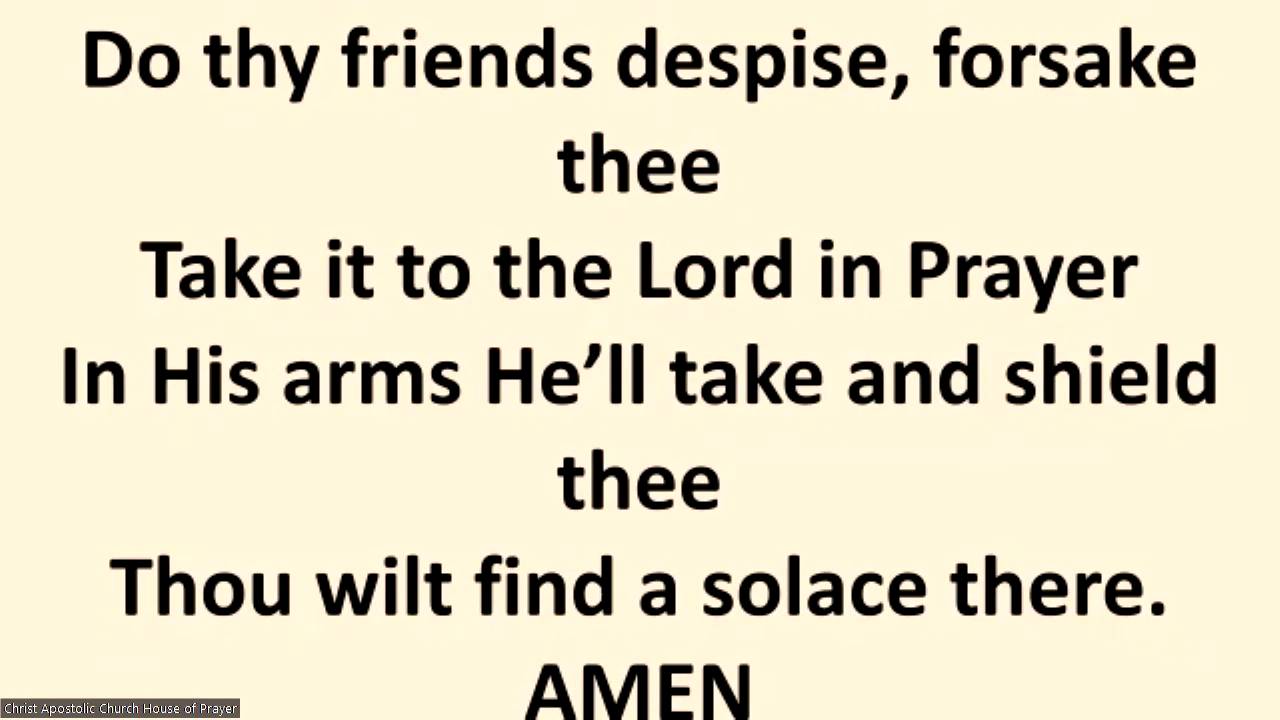 Do thy friends despise, forsake
thee
Take it to the Lord in Prayer
In His arms He’ll take and shield
thee
Thou wilt find a solace there.
AMEN
Christ Apostolic Church House of Prayer